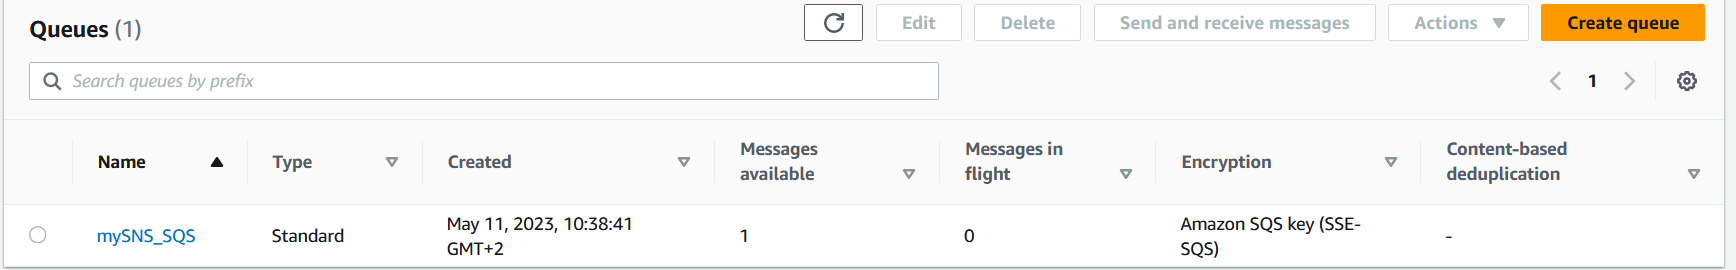 Queues (1)
Edit
Delete
Send and receive messages
Actions
Create queue
Search queues by prefix
1
Name
Type
Created
Messages
available
Messages in
flight
Encryption
Content-based
deduplication
mySNS_SQS
Standard
May 11, 2023, 10:38:41
GMT+2
1
0
Amazon SQS key (SSE-
SQS)
-